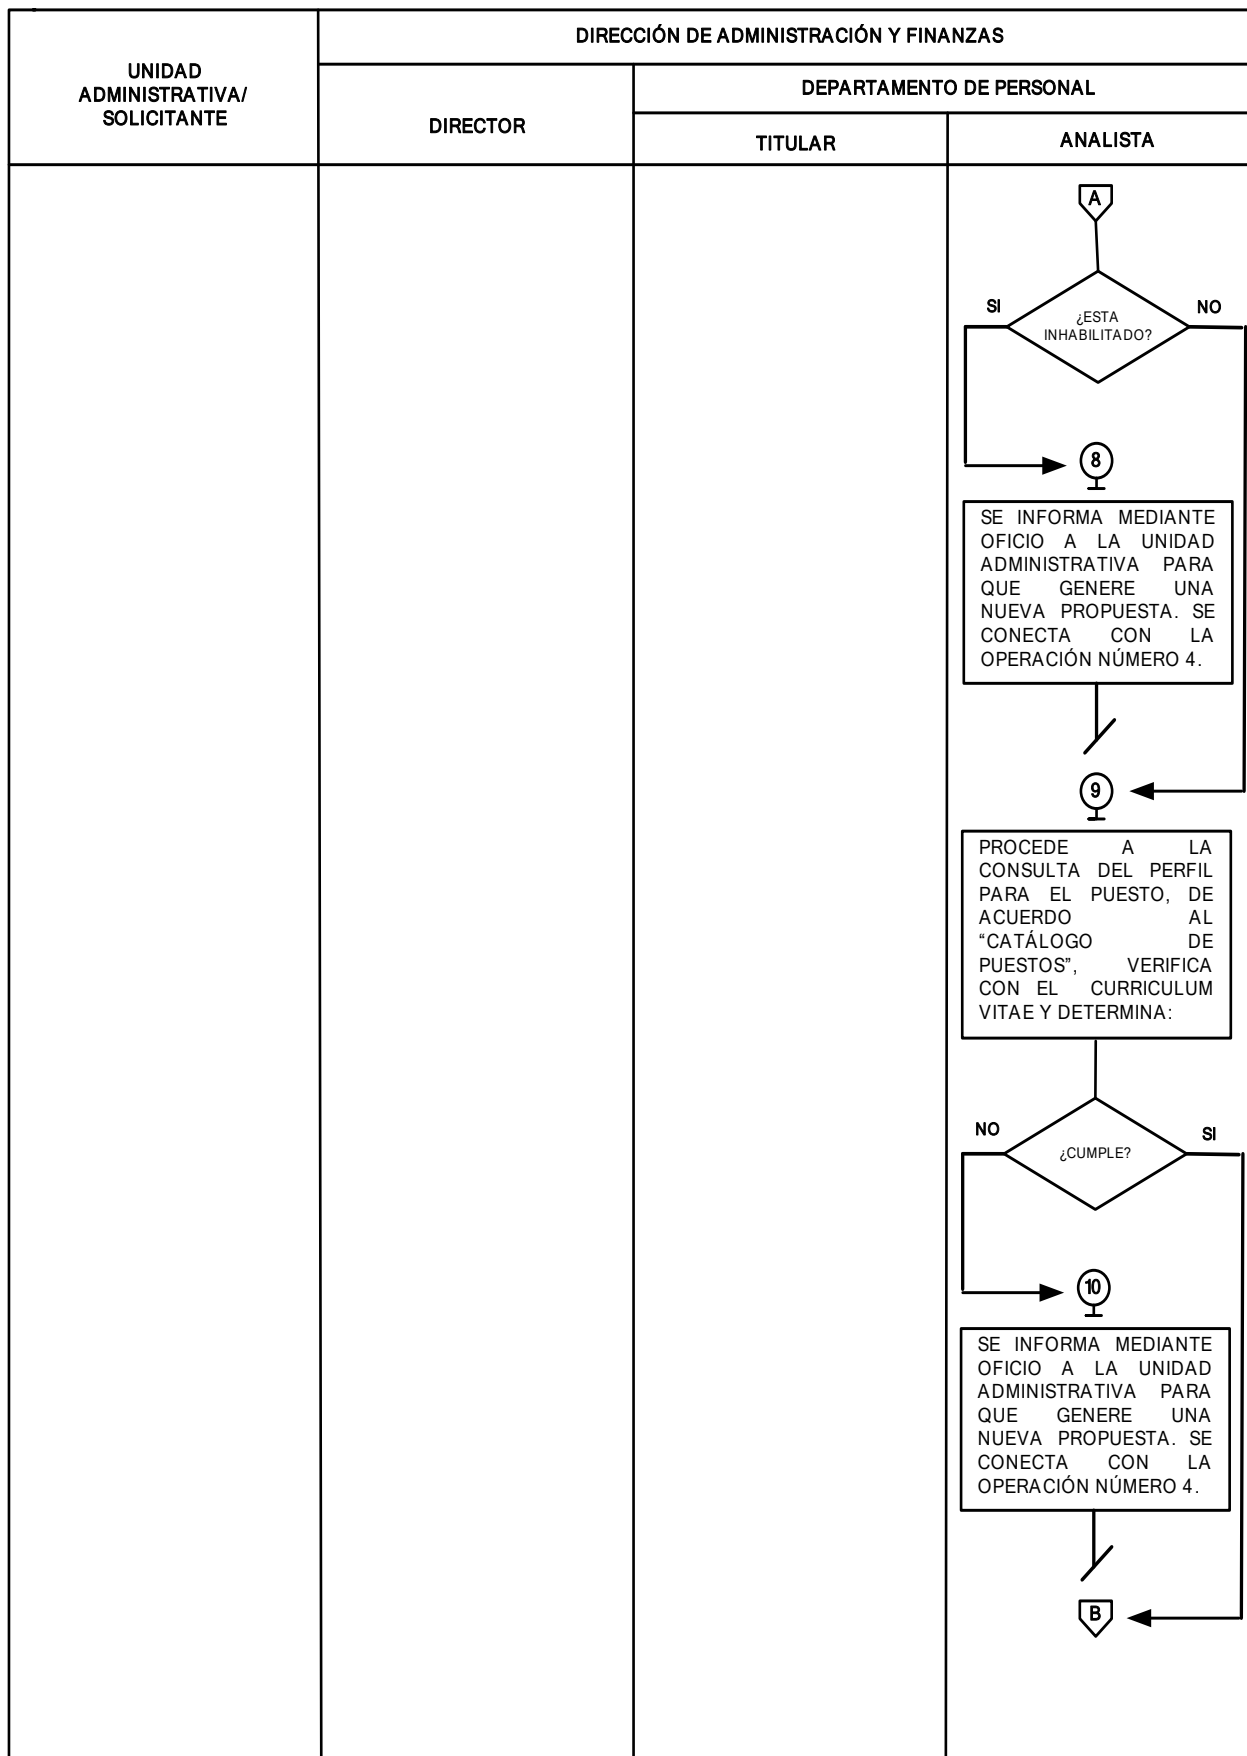 DIRECCIÓN DE ADMINISTRACIÓN Y FINANZAS
UNIDAD
ADMINISTRATIVA/
SOLICITANTE
DIRECTOR
DEPARTAMENTO DE PERSONAL
TITULAR
ANALISTA
A
SI
NO
¿ESTA
INHABILITADO?
8
SE INFORMA MEDIANTE
OFICIO A LA UNIDAD
ADMINISTRATIVA PARA
QUE GENERE UNA
NUEVA PROPUESTA. SE
CONECTA CON LA
OPERACIÓN NÚMERO 4.
9
PROCEDE A LA
CONSULTA DEL PERFIL
PARA EL PUESTO, DE
ACUERDO AL
“CATÁLOGO DE
PUESTOS”, VERIFICA
CON EL CURRICULUM
VITAE Y DETERMINA:
NO
SI
¿CUMPLE?
10
SE INFORMA MEDIANTE
OFICIO A LA UNIDAD
ADMINISTRATIVA PARA
QUE GENERE UNA
NUEVA PROPUESTA. SE
CONECTA CON LA
OPERACIÓN NÚMERO 4.
B